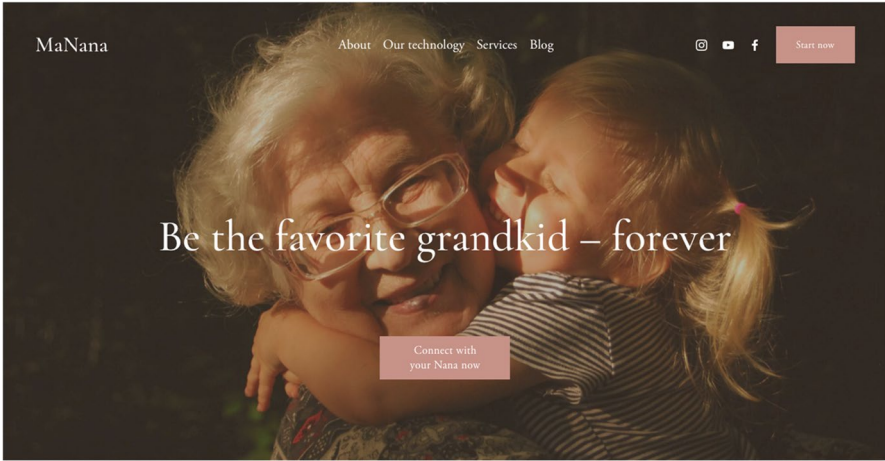 MaNana
About Our technology Services Blog
Start now
Be the favorite grandkid – forever
Connect with
your Nana now